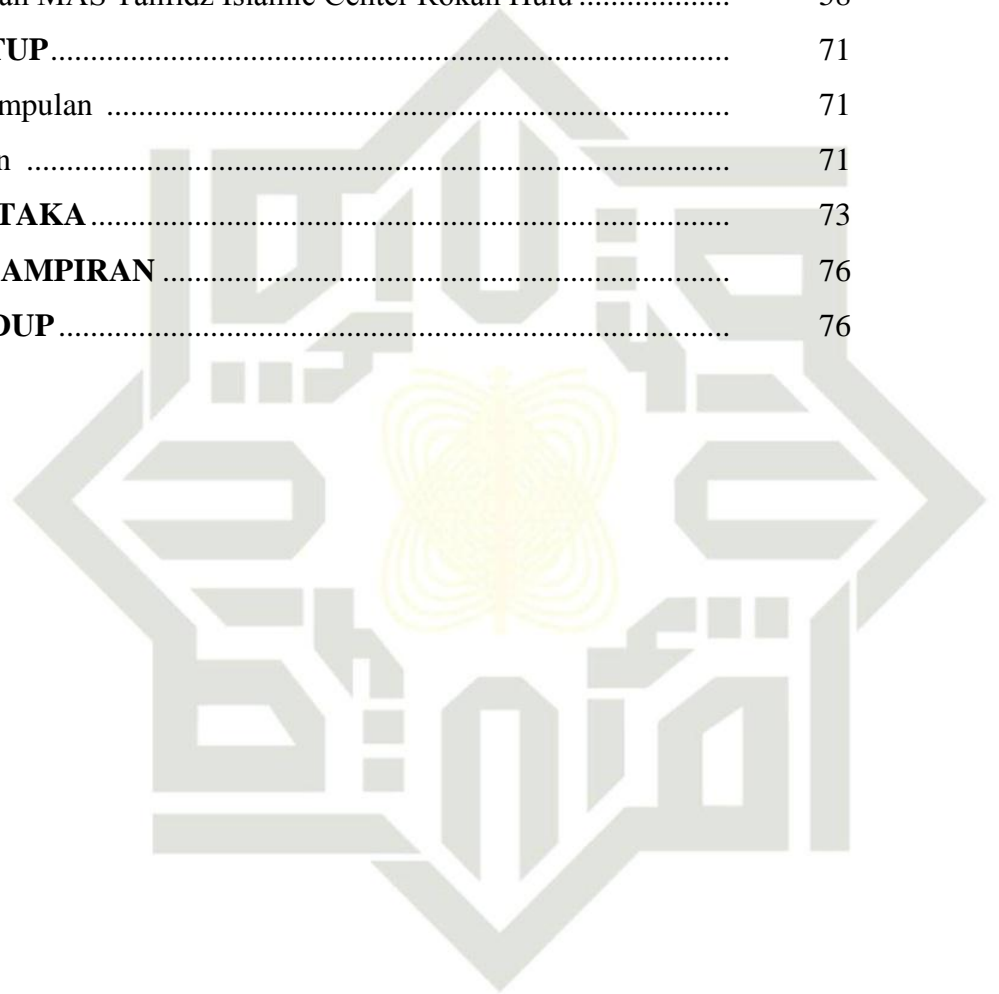 an MAS Tahfidz Islamic Center Rokan Hulu .................. 58
TUP.................................................................................... 71
mpulan .............................................................................. 71
n ....................................................................................... 71
TAKA................................................................................ 73
AMPIRAN ....................................................................... 76
DUP................................................................................... 76